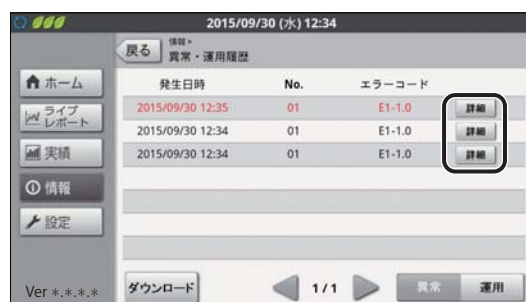 2015/09/30 (水) 12:34
戻る
情報>
異常・運用履歴
ホーム
ライブ
レポート
実績
情報
設定
Ver *.*.*.*
発生日時 No. エラーコード
2015/09/30 12:35 01 E1-1.0 詳細
2015/09/30 12:34 01 E1-1.0 詳細
2015/09/30 12:34 01 E1-1.0 詳細
ダウンロード 1/1 異常 運用